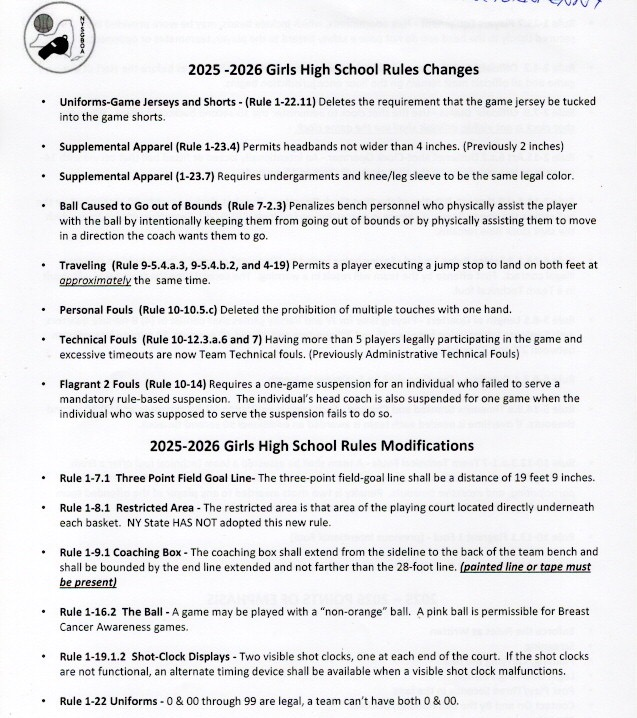 NYSGBOA
2025 -2026 Girls High School Rules Changes
• Uniforms-Game Jerseys and Shorts - (Rule 1-22.11) Deletes the requirement that the game jersey be tucked
into the game shorts.
• Supplemental Apparel (Rule 1-23.4) Permits headbands not wider than 4 inches. (Previously 2 inches)
• Supplemental Apparel (1-23.7) Requires undergarments and knee/leg sleeve to be the same legal color.
• Ball Caused to Go out of Bounds (Rule 7-2.3) Penalizes bench personnel who physically assist the player
with the ball by intentionally keeping them from going out of bounds or by physically assisting them to move
in a direction the coach wants them to go.
• Traveling (Rule 9-5.4.a.3, 9-5.4.b.2, and 4-19) Permits a player executing a jump stop to land on both feet at
approximately the same time.
• Personal Fouls (Rule 10-10.5.c) Deleted the prohibition of multiple touches with one hand.
• Technical Fouls (Rule 10-12.3.a.6 and 7) Having more than 5 players legally participating in the game and
excessive timeouts are now Team Technical fouls. (Previously Administrative Technical Fouls)
• Flagrant 2 Fouls (Rule 10-14) Requires a one-game suspension for an individual who failed to serve a
mandatory rule-based suspension. The individual's head coach is also suspended for one game when the
individual who was supposed to serve the suspension fails to do so.
2025-2026 Girls High School Rules Modifications
• Rule 1-7.1 Three Point Field Goal Line- The three-point field-goal line shall be a distance of 19 feet 9 inches.
• Rule 1-8.1 Restricted Area - The restricted area is that area of the playing court located directly underneath
each basket. NY State HAS NOT adopted this new rule.
• Rule 1-9.1 Coaching Box - The coaching box shall extend from the sideline to the back of the team bench and
shall be bounded by the end line extended and not farther than the 28-foot line. (painted line or tape must
be present)
• Rule 1-16.2 The Ball - A game may be played with a "non-orange" ball. A pink ball is permissible for Breast
Cancer Awareness games.
• Rule 1-19.1.2 Shot-Clock Displays - Two visible shot clocks, one at each end of the court. If the shot clocks
are not functional, an alternate timing device shall be available when a visible shot clock malfunctions.
• Rule 1-22 Uniforms - 0 & 00 through 99 are legal, a team can't have both 0 & 00.